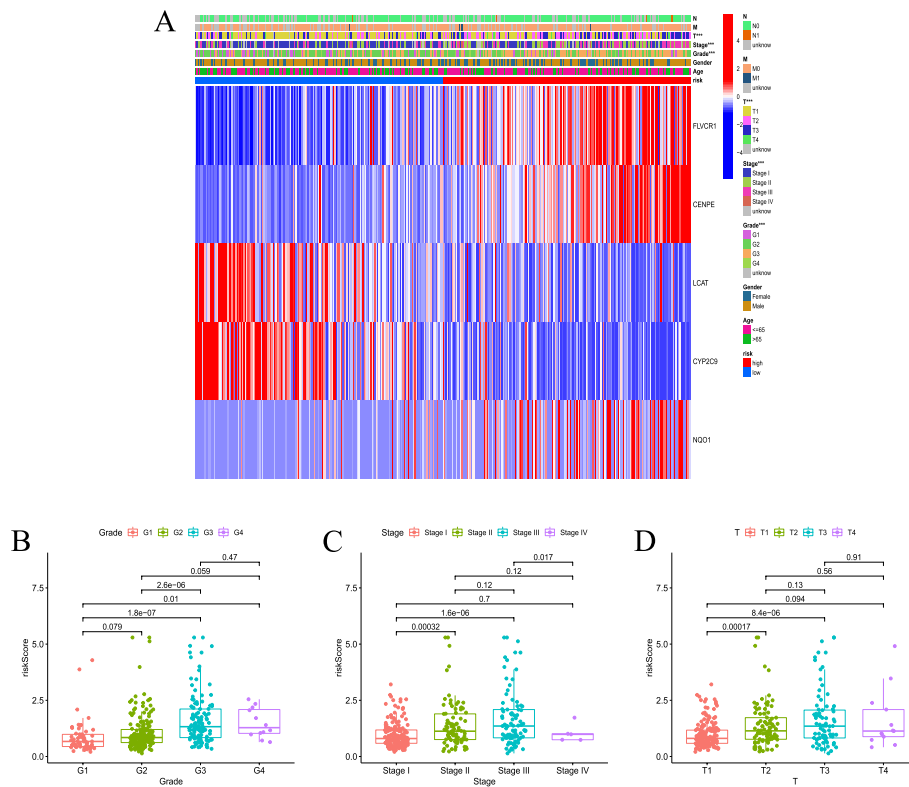 A
N
M
T***
Stage***
Grade***
Gender
Age
risk
FLVCR1
CENPE
LCAT
CYP2C9
NQO1
4
2
0
−2
−4
N
N0
N1
unknow
M
M0
M1
unknow
T***
T1
T2
T3
T4
unknow
Stage***
Stage I
Stage II
Stage III
Stage IV
unknow
Grade***
G1
G2
G3
G4
unknow
Gender
Female
Male
Age
<=65
>65
risk
high
low
B
Grade G1 G2 G3 G4
riskScore
7.5
5.0
2.5
0.0
0.47
0.059
2.6e−06
0.01
1.8e−07
0.079
G1 G2 G3 G4
Grade
C
Stage Stage I Stage II Stage III Stage IV
riskScore
7.5
5.0
2.5
0.0
0.017
0.12
0.12
0.7
1.6e−06
0.00032
Stage I Stage II Stage III Stage IV
Stage
D
T T1 T2 T3 T4
riskScore
7.5
5.0
2.5
0.0
0.91
0.56
0.13
0.094
8.4e−06
0.00017
T1 T2 T3 T4
T